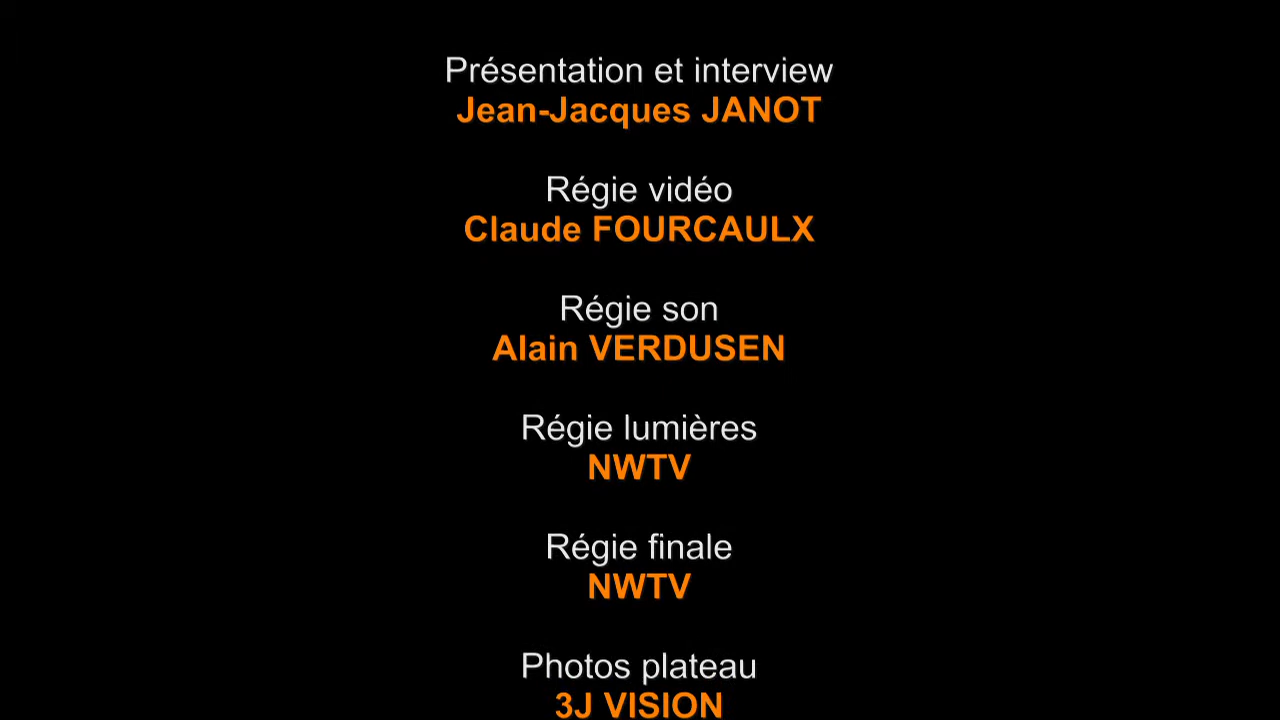 Présentation et interview
Jean-Jacques JANOT
Régie vidéo
Claude FOURCAULX
Régie son
Alain VERDUSEN
Régie lumières
NWTV
Régie finale
NWTV
Photos plateau
3J VISION